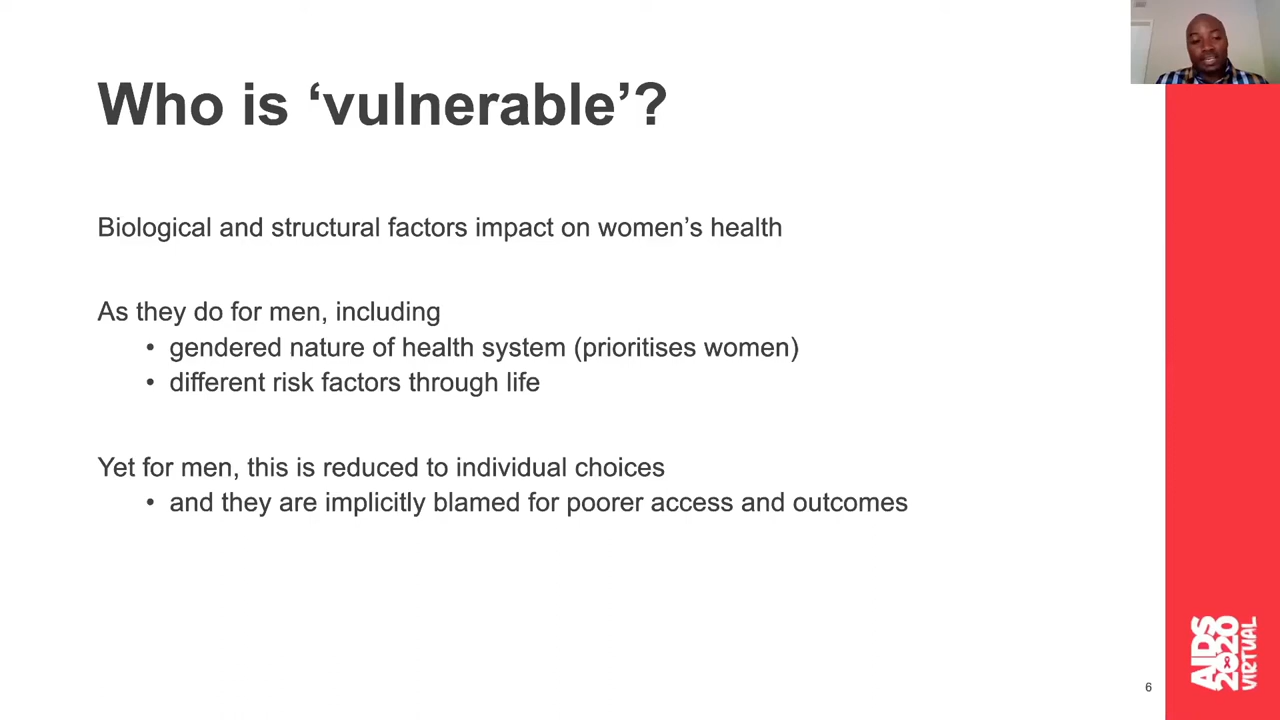 Who is ‘vulnerable’?
Biological and structural factors impact on women’s health
As they do for men, including
• gendered nature of health system (prioritises women)
• different risk factors through life
Yet for men, this is reduced to individual choices
• and they are implicitly blamed for poorer access and outcomes
6
AIDS
2020
VIRTUAL